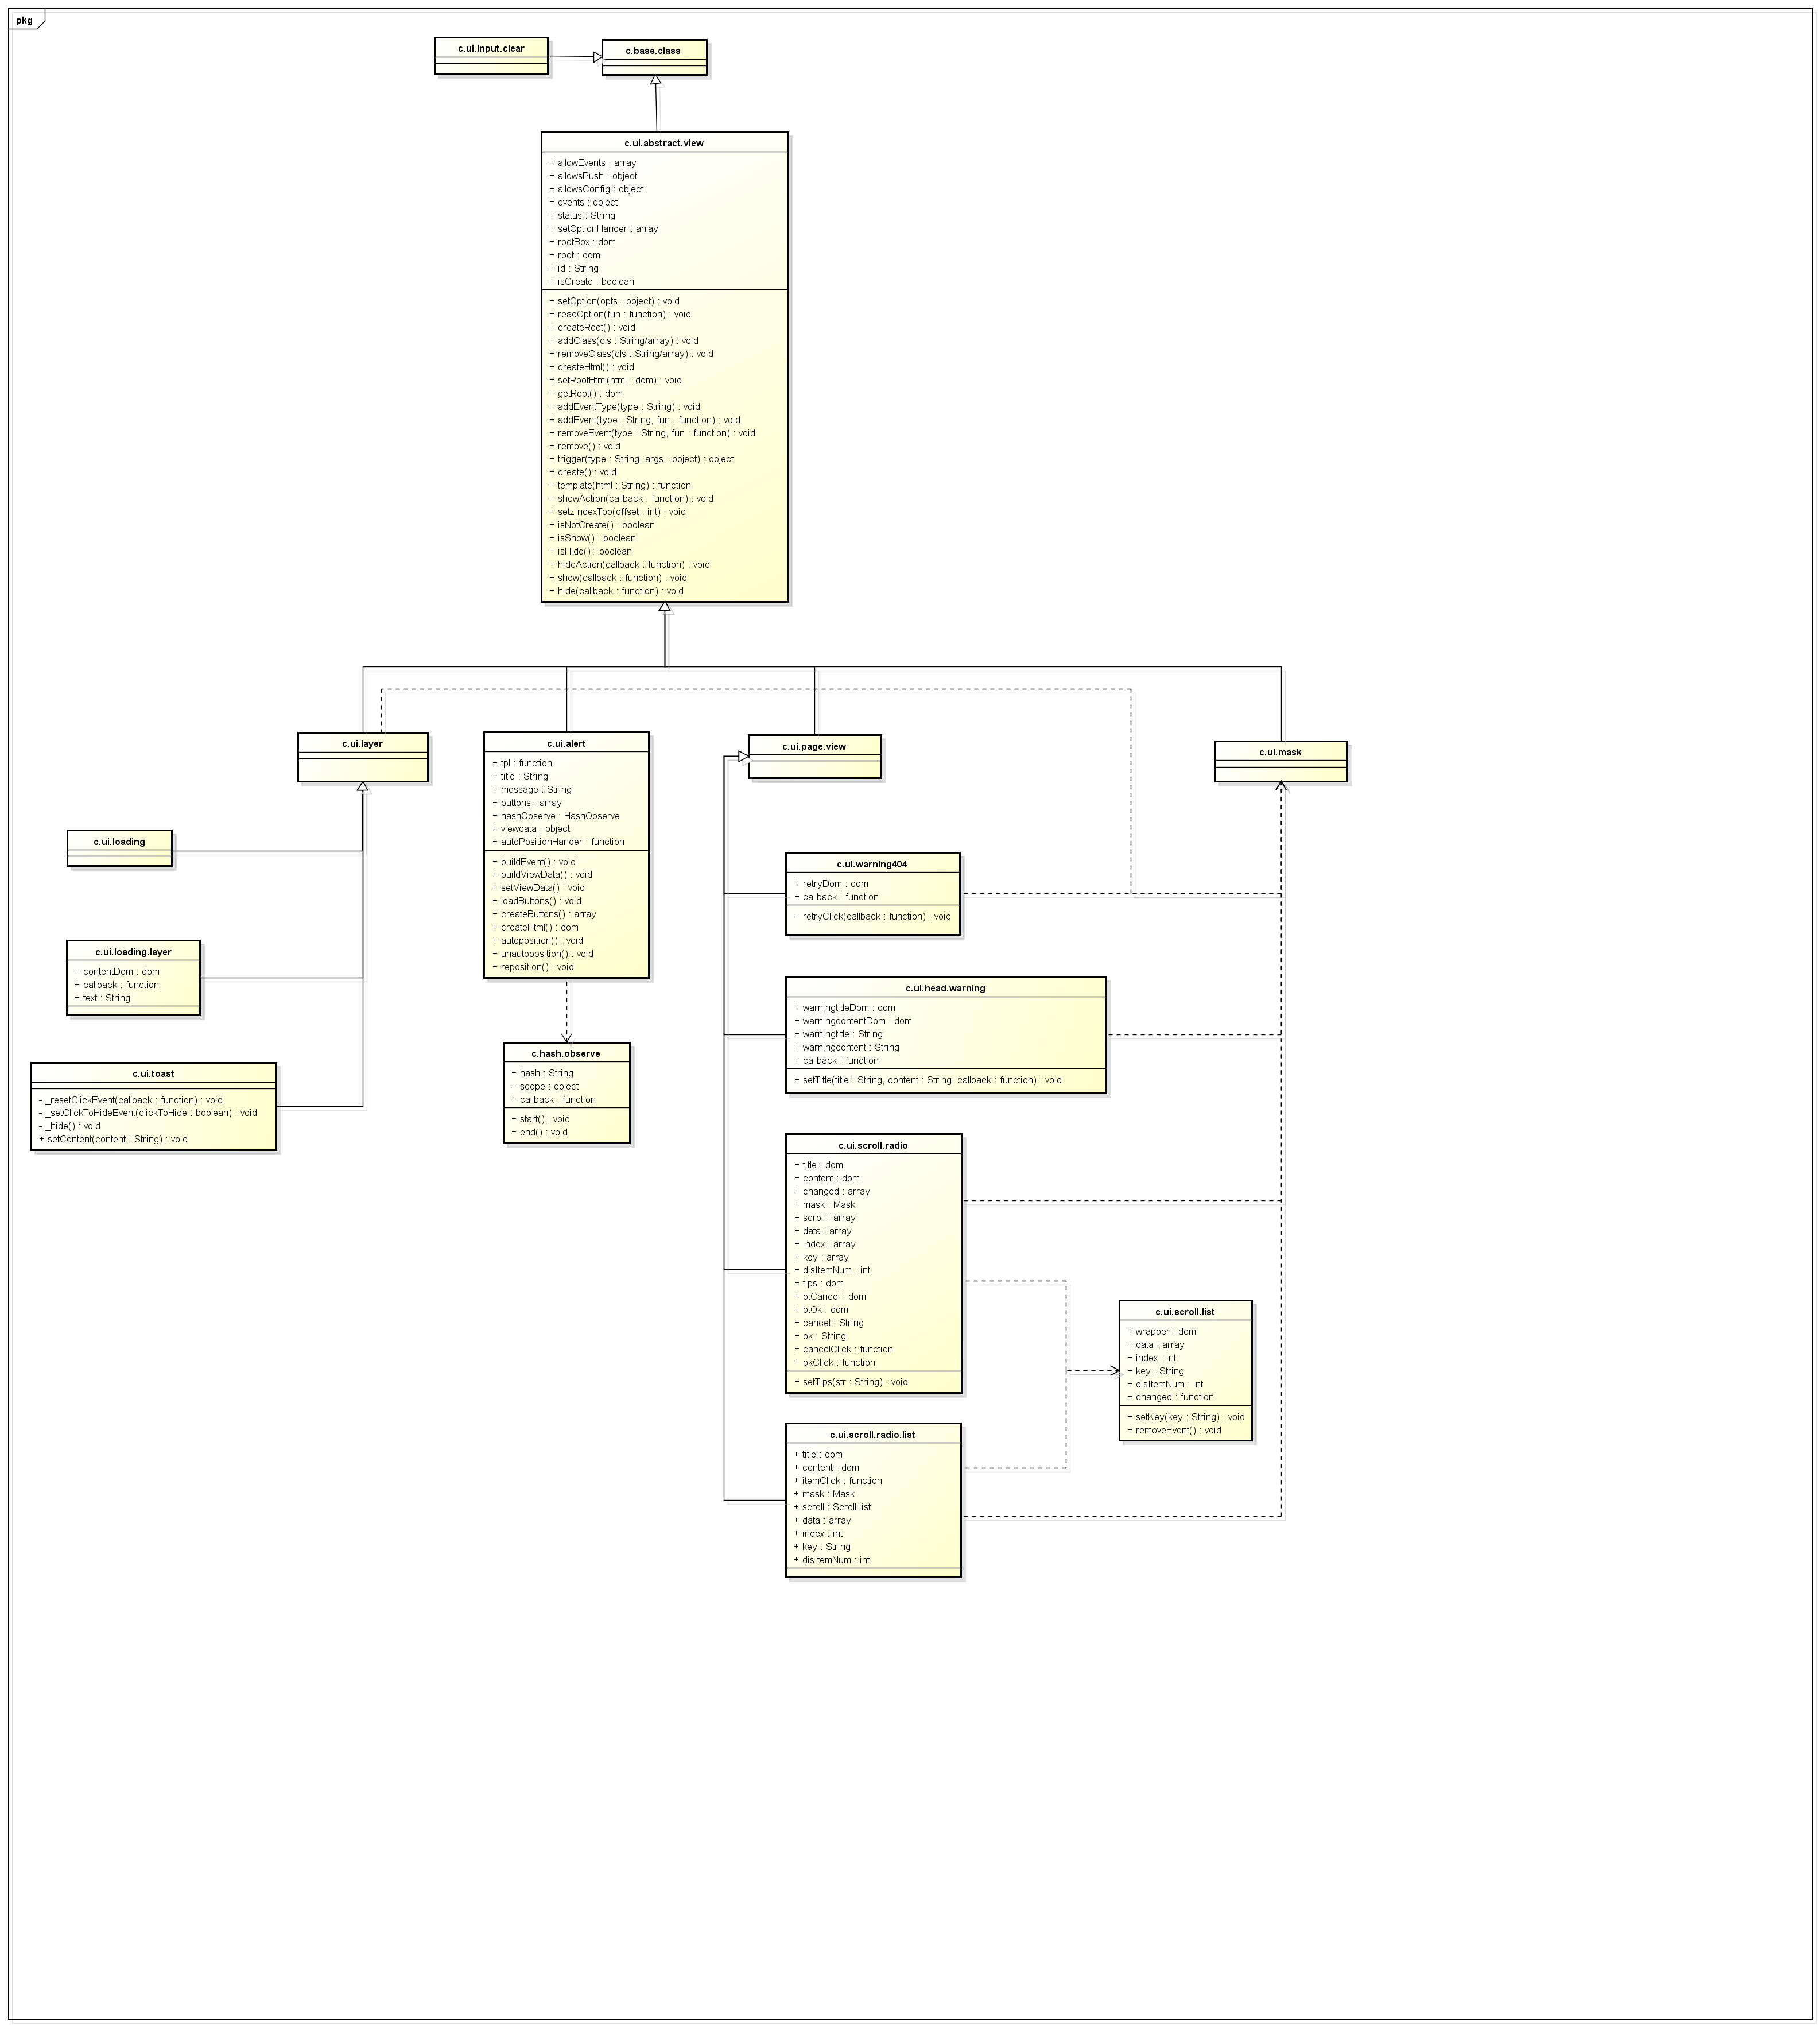 pkg
c.ui.input.clear
c.base.class
c.ui.abstract.view
+ allowEvents : array
+ allowsPush : object
+ allowsConfig : object
+ events : object
+ status : String
+ setOptionHander : array
+ rootBox : dom
+ root : dom
+ id : String
+ isCreate : boolean
+ setOption(opts : object) : void
+ readOption(fun : function) : void
+ createRoot() : void
+ addClass(cls : String/array) : void
+ removeClass(cls : String/array) : void
+ createHtml() : void
+ setRootHtml(html : dom) : void
+ getRoot() : dom
+ addEventType(type : String) : void
+ addEvent(type : String, fun : function) : void
+ removeEvent(type : String, fun : function) : void
+ remove() : void
+ trigger(type : String, args : object) : object
+ create() : void
+ template(html : String) : function
+ showAction(callback : function) : void
+ setzIndexTop(offset : int) : void
+ isNotCreate() : boolean
+ isShow() : boolean
+ isHide() : boolean
+ hideAction(callback : function) : void
+ show(callback : function) : void
+ hide(callback : function) : void
c.ui.layer
c.ui.alert
+ tpl : function
+ title : String
+ message : String
+ buttons : array
+ hashObserve : HashObserve
+ viewdata : object
+ autoPositionHander : function
+ buildEvent() : void
+ buildViewData() : void
+ setViewData() : void
+ loadButtons() : void
+ createButtons() : array
+ createHtml() : dom
+ autoposition() : void
+ unautoposition() : void
+ reposition() : void
c.ui.page.view
c.ui.mask
c.ui.loading
c.ui.loading.layer
+ contentDom : dom
+ callback : function
+ text : String
c.ui.toast
- _resetClickEvent(callback : function) : void
- _setClickToHideEvent(clickToHide : boolean) : void
- _hide() : void
+ setContent(content : String) : void
c.hash.observe
+ hash : String
+ scope : object
+ callback : function
+ start() : void
+ end() : void
c.ui.warning404
+ retryDom : dom
+ callback : function
+ retryClick(callback : function) : void
c.ui.head.warning
+ warningtitleDom : dom
+ warningcontentDom : dom
+ warningtitle : String
+ warningcontent : String
+ callback : function
+ setTitle(title : String, content : String, callback : function) : void
c.ui.scroll.radio
+ title : dom
+ content : dom
+ changed : array
+ mask : Mask
+ scroll : array
+ data : array
+ index : array
+ key : array
+ disItemNum : int
+ tips : dom
+ btCancel : dom
+ btOk : dom
+ cancel : String
+ ok : String
+ cancelClick : function
+ okClick : function
+ setTips(str : String) : void
c.ui.scroll.list
+ wrapper : dom
+ data : array
+ index : int
+ key : String
+ disItemNum : int
+ changed : function
+ setKey(key : String) : void
+ removeEvent() : void
c.ui.scroll.radio.list
+ title : dom
+ content : dom
+ itemClick : function
+ mask : Mask
+ scroll : ScrollList
+ data : array
+ index : int
+ key : String
+ disItemNum : int